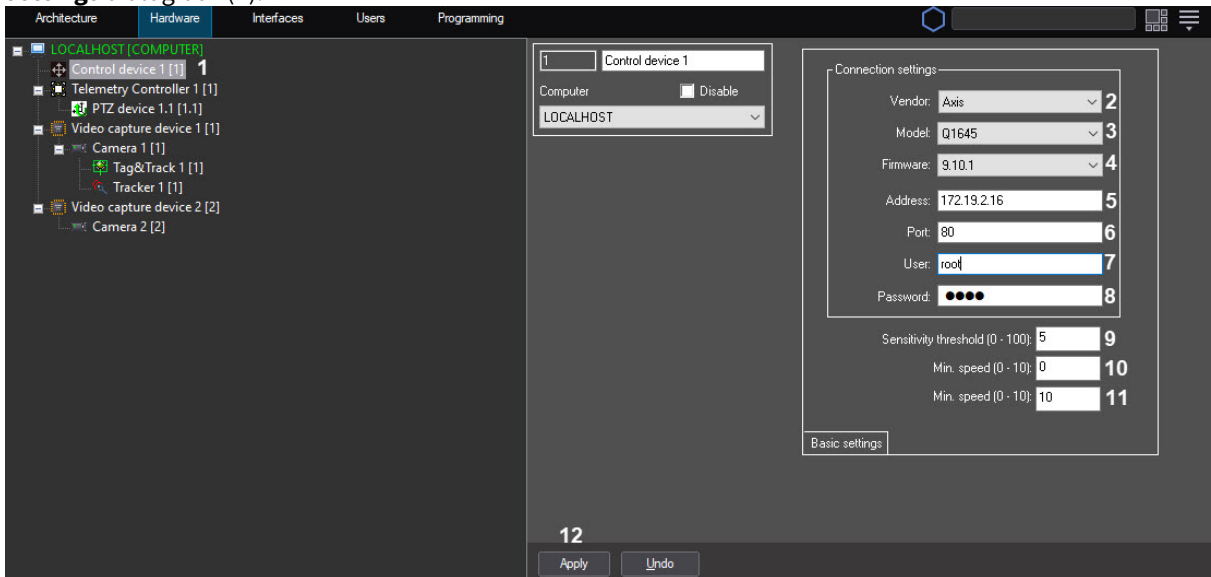 Architecture Hardware Interfaces Users Programming
LOCALHOST [COMPUTER]
Control device 1 [1] 1
Telemetry Controller 1 [1]
PTZ device 1.1 [1.1]
Video capture device 1 [1]
Camera 1 [1]
Tag&Track 1 [1]
Tracker 1 [1]
Video capture device 2 [2]
Camera 2 [2]
1 Control device 1
Computer Disable
LOCALHOST
Connection settings
Vendor: Axis 2
Model: Q1645 3
Firmware: 9.10.1 4
Address: 172.19.2.16 5
Port: 80 6
User: root 7
Password: ●●●● 8
Sensitivity threshold (0 - 100): 5 9
Min. speed (0 - 10): 0 10
Min. speed (0 - 10): 10 11
Basic settings
12
Apply Undo